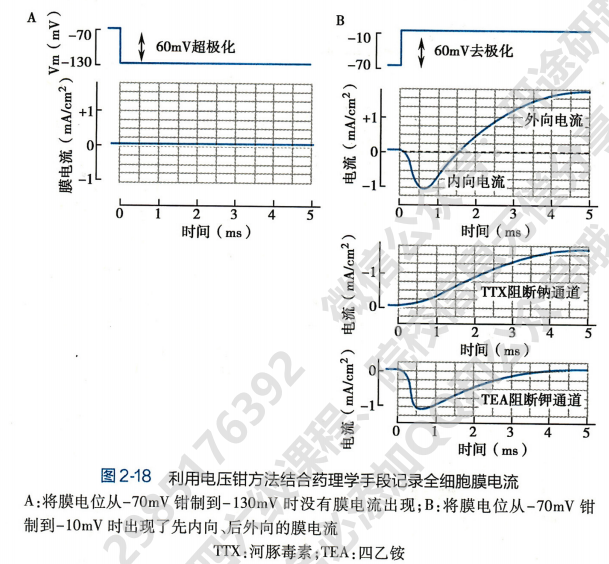 A
B
Vm（mV）
-70
-130
60mV超极化
-10
-70
60mV去极化
膜电流（mA/cm²）
+1
0
-1
0 1 2 3 4 5
时间（ms）
电流（mA/cm²）
+1
0
-1
外向电流
内向电流
0 1 2 3 4 5
时间（ms）
电流（mA/cm²）
-1
0
TTX阻断钠通道
0 1 2 3 4 5
时间（ms）
电流（mA/cm²）
0
-1
TEA阻断钾通道
0 1 2 3 4 5
时间（ms）
图2-18 利用电压钳方法结合药理学手段记录全细胞膜电流
A:将膜电位从-70mV 钳制到-130mV 时没有膜电流出现;B:将膜电位从-70mV 钳
制到-10mV 时出现了先内向、后外向的膜电流
TTX:河豚毒素;TEA:四乙铵